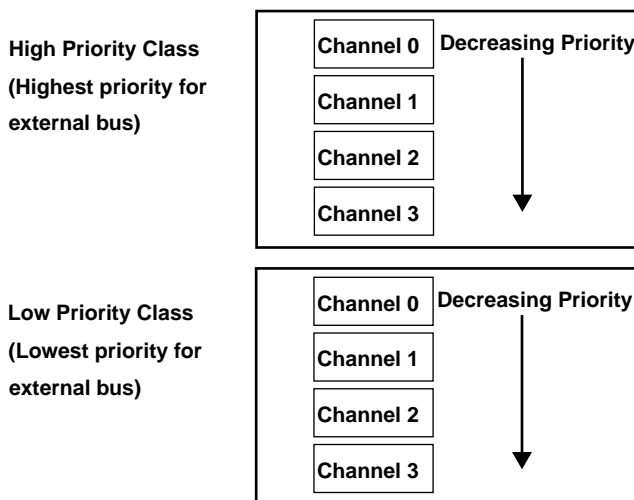 High Priority Class
(Highest priority for
external bus)
Channel 0
Decreasing Priority
Channel 1
Channel 2
Channel 3
Low Priority Class
(Lowest priority for
external bus)
Channel 0
Decreasing Priority
Channel 1
Channel 2
Channel 3